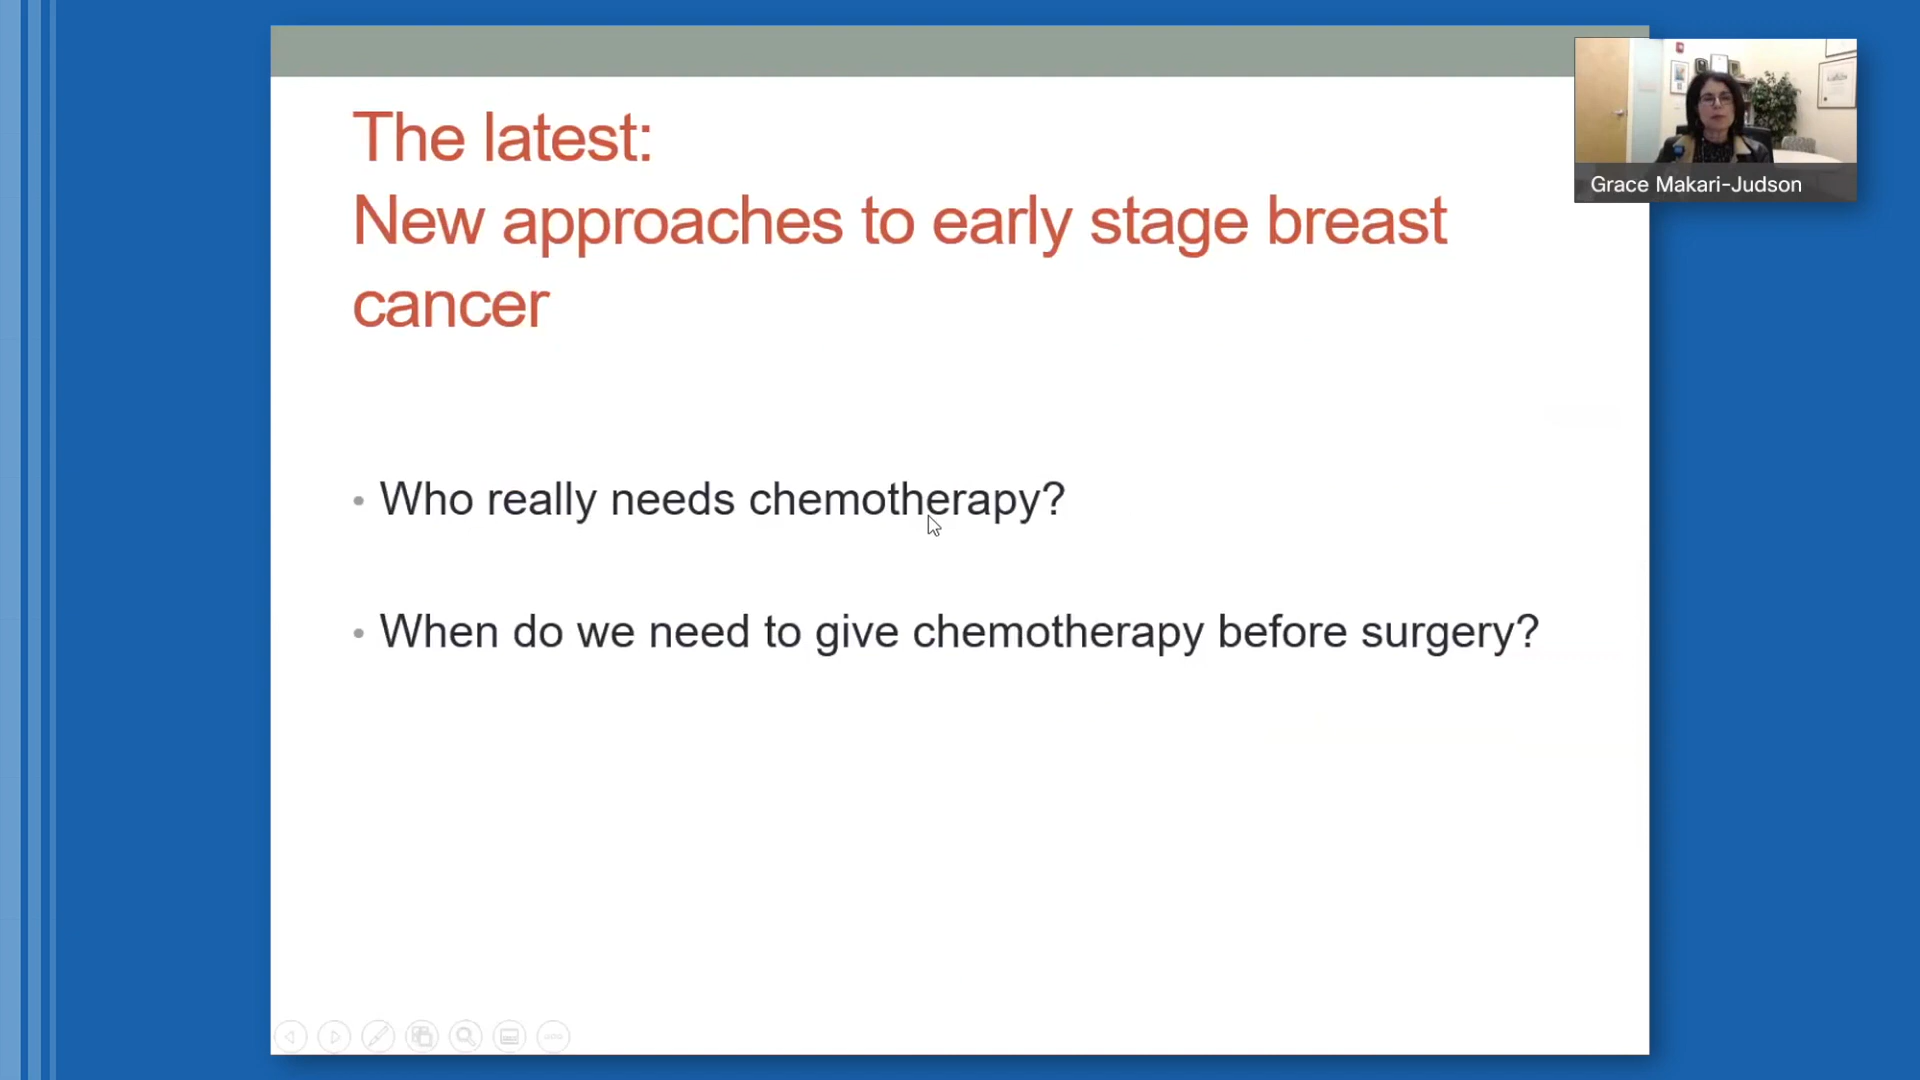 The latest:
New approaches to early stage breast
cancer
Grace Makari-Judson
• Who really needs chemotherapy?
• When do we need to give chemotherapy before surgery?